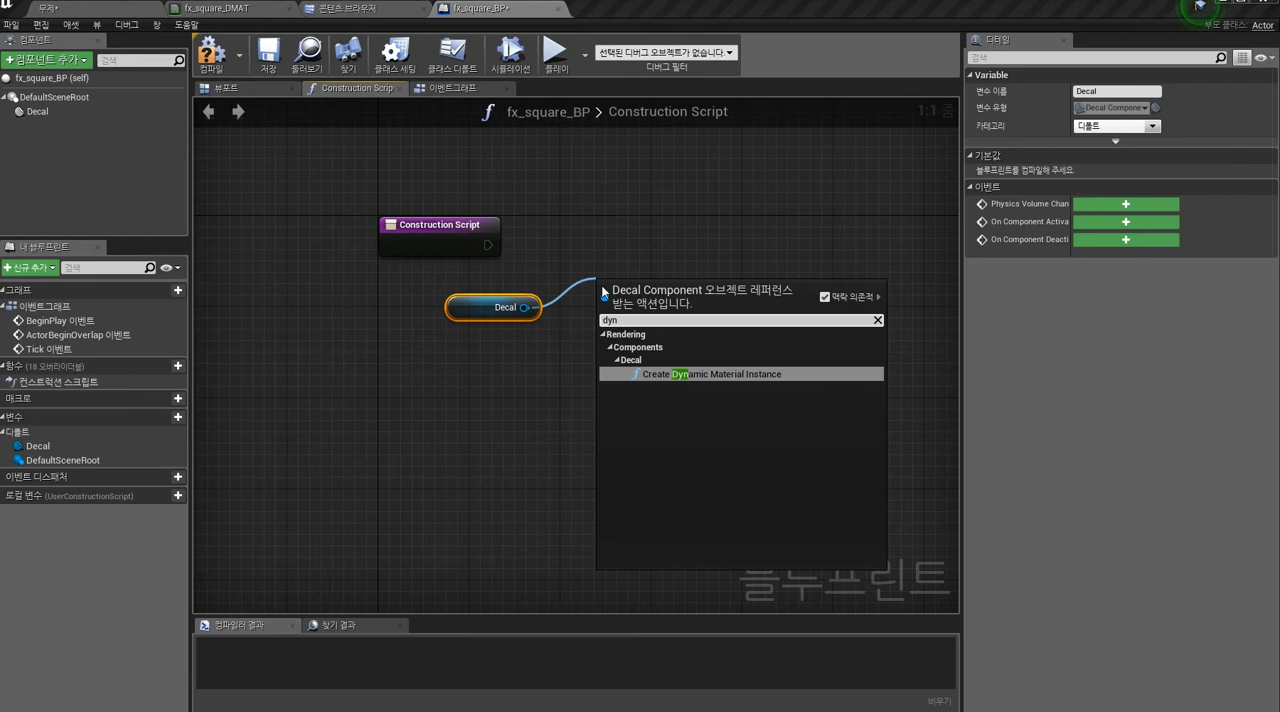 무제*
fx_square_DMAT
콘텐츠 브라우저
fx_square_BP*
파일 편집 애셋 뷰 디버그 창 도움말
부모 클래스: Actor
컴포넌트
컴포넌트 추가
검색
fx_square_BP (self)
DefaultSceneRoot
Decal
컴파일
저장
둘러보기
찾기
클래스 세팅
클래스 디폴트
시뮬레이션
플레이
선택된 디버그 오브젝트가 없습니다.
디버그 필터
뷰포트
Construction Scrip
이벤트그래프
fx_square_BP > Construction Script
1:1 줌
Construction Script
Decal
Decal Component 오브젝트 레퍼런스
받는 액션입니다.
맥락 의존적
dyn
Rendering
Components
Decal
Create Dynamic Material Instance
블루프린트
내 블루프린트
신규 추가
검색
그래프
이벤트그래프
BeginPlay 이벤트
ActorBeginOverlap 이벤트
Tick 이벤트
함수 (18 오버라이더블)
컨스트럭션 스크립트
매크로
변수
디폴트
Decal
DefaultSceneRoot
이벤트 디스패처
로컬 변수 (UserConstructionScript)
컴파일러 결과
찾기 결과
비우기
디테일
검색
Variable
변수 이름 Decal
변수 유형 Decal Compone
카테고리 디폴트
기본값
블루프린트를 컴파일해 주세요.
이벤트
Physics Volume Chan
On Component Activa
On Component Deacti